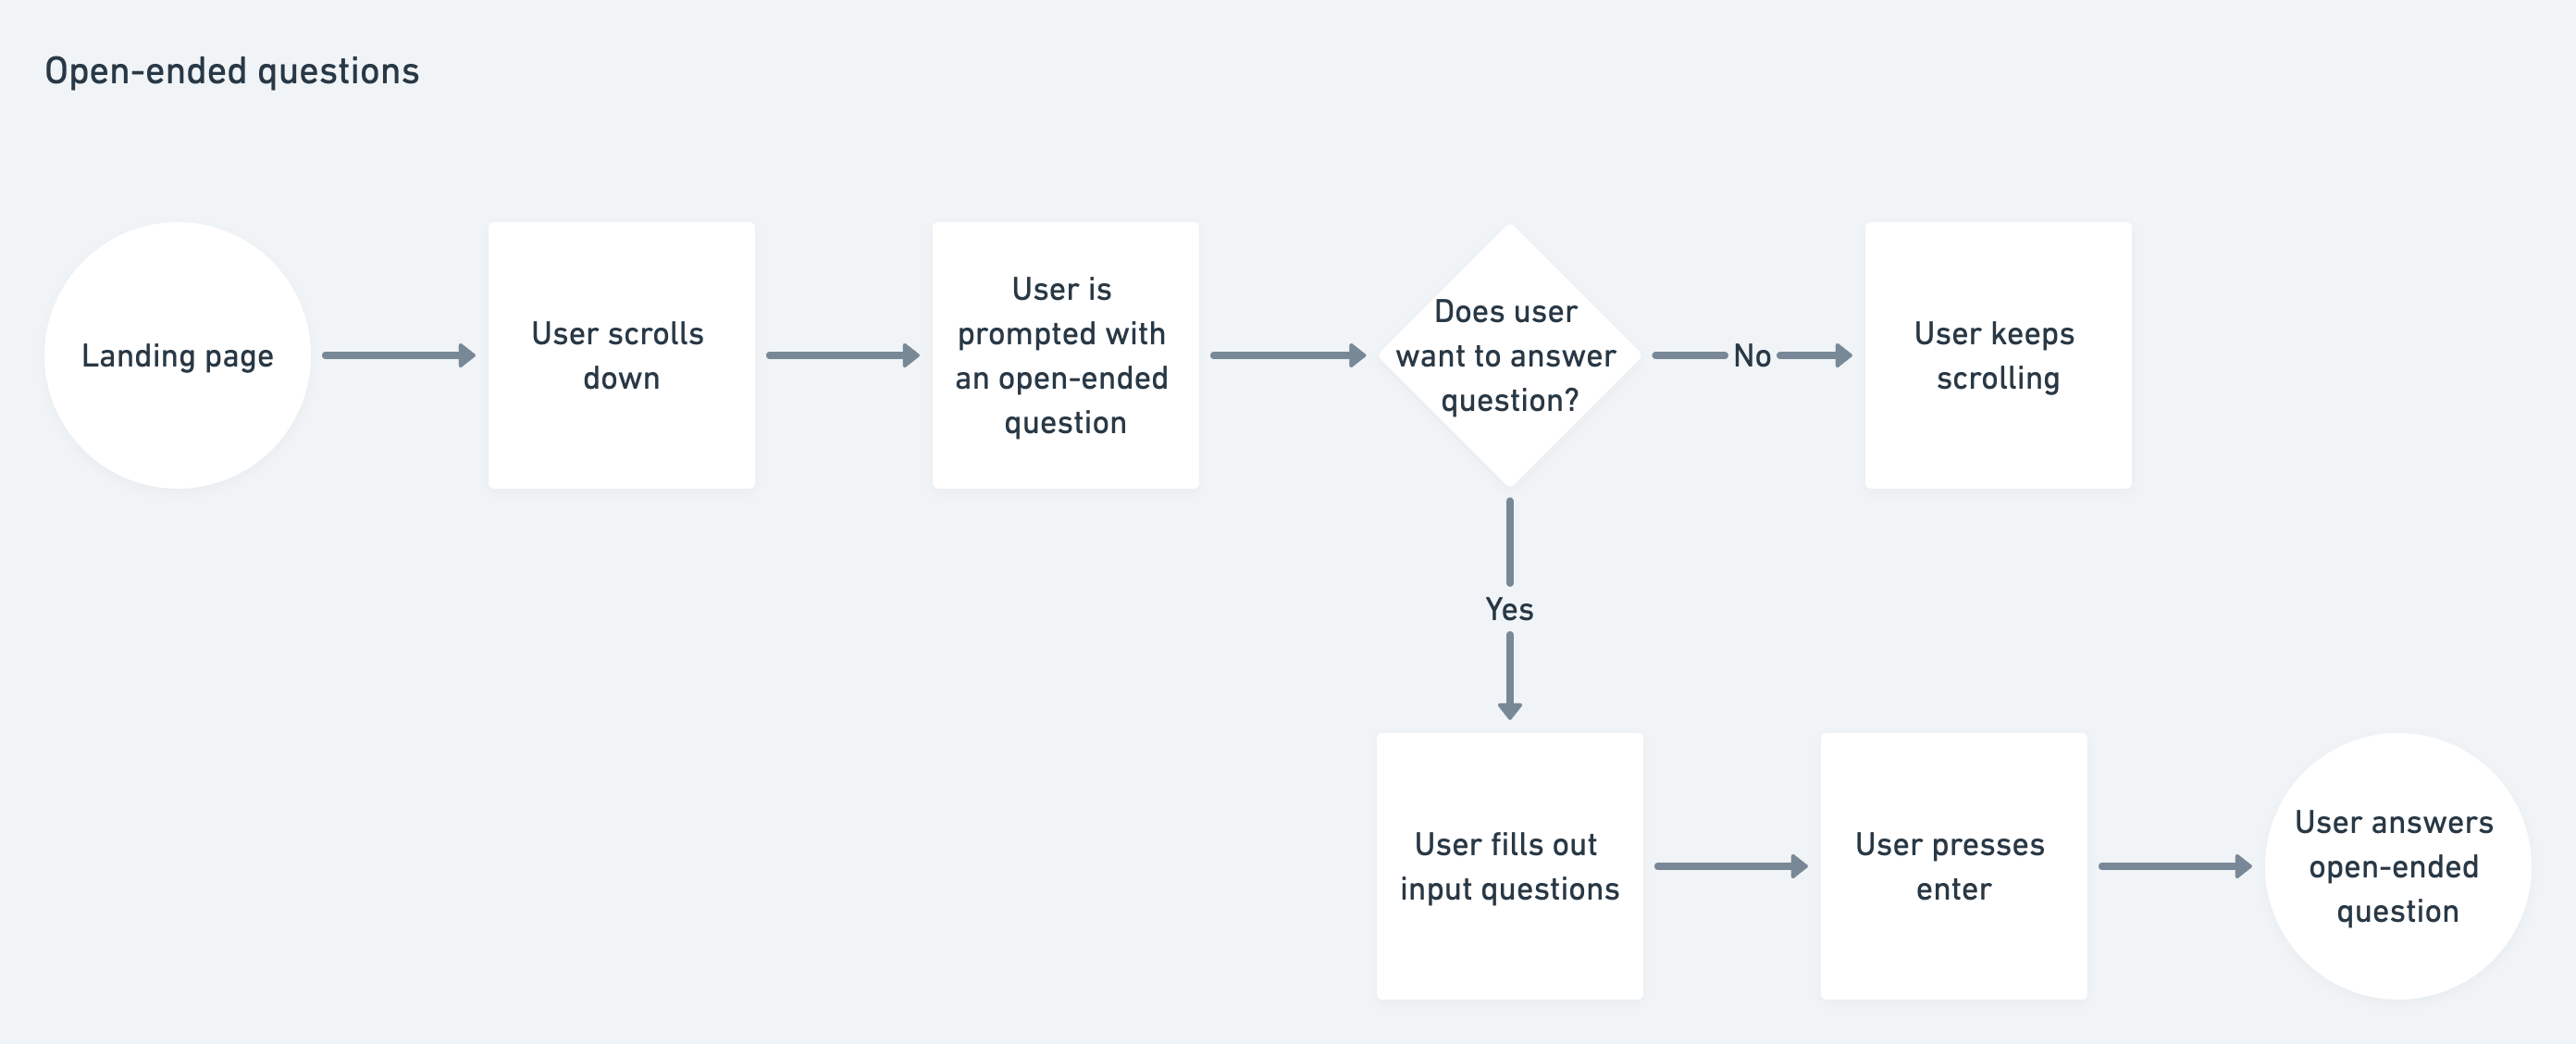 Open-ended questions
Landing page
User scrolls
down
User is
prompted with
an open-ended
question
Does user
want to answer
question?
No
User keeps
scrolling
Yes
User fills out
input questions
User presses
enter
User answers
open-ended
question